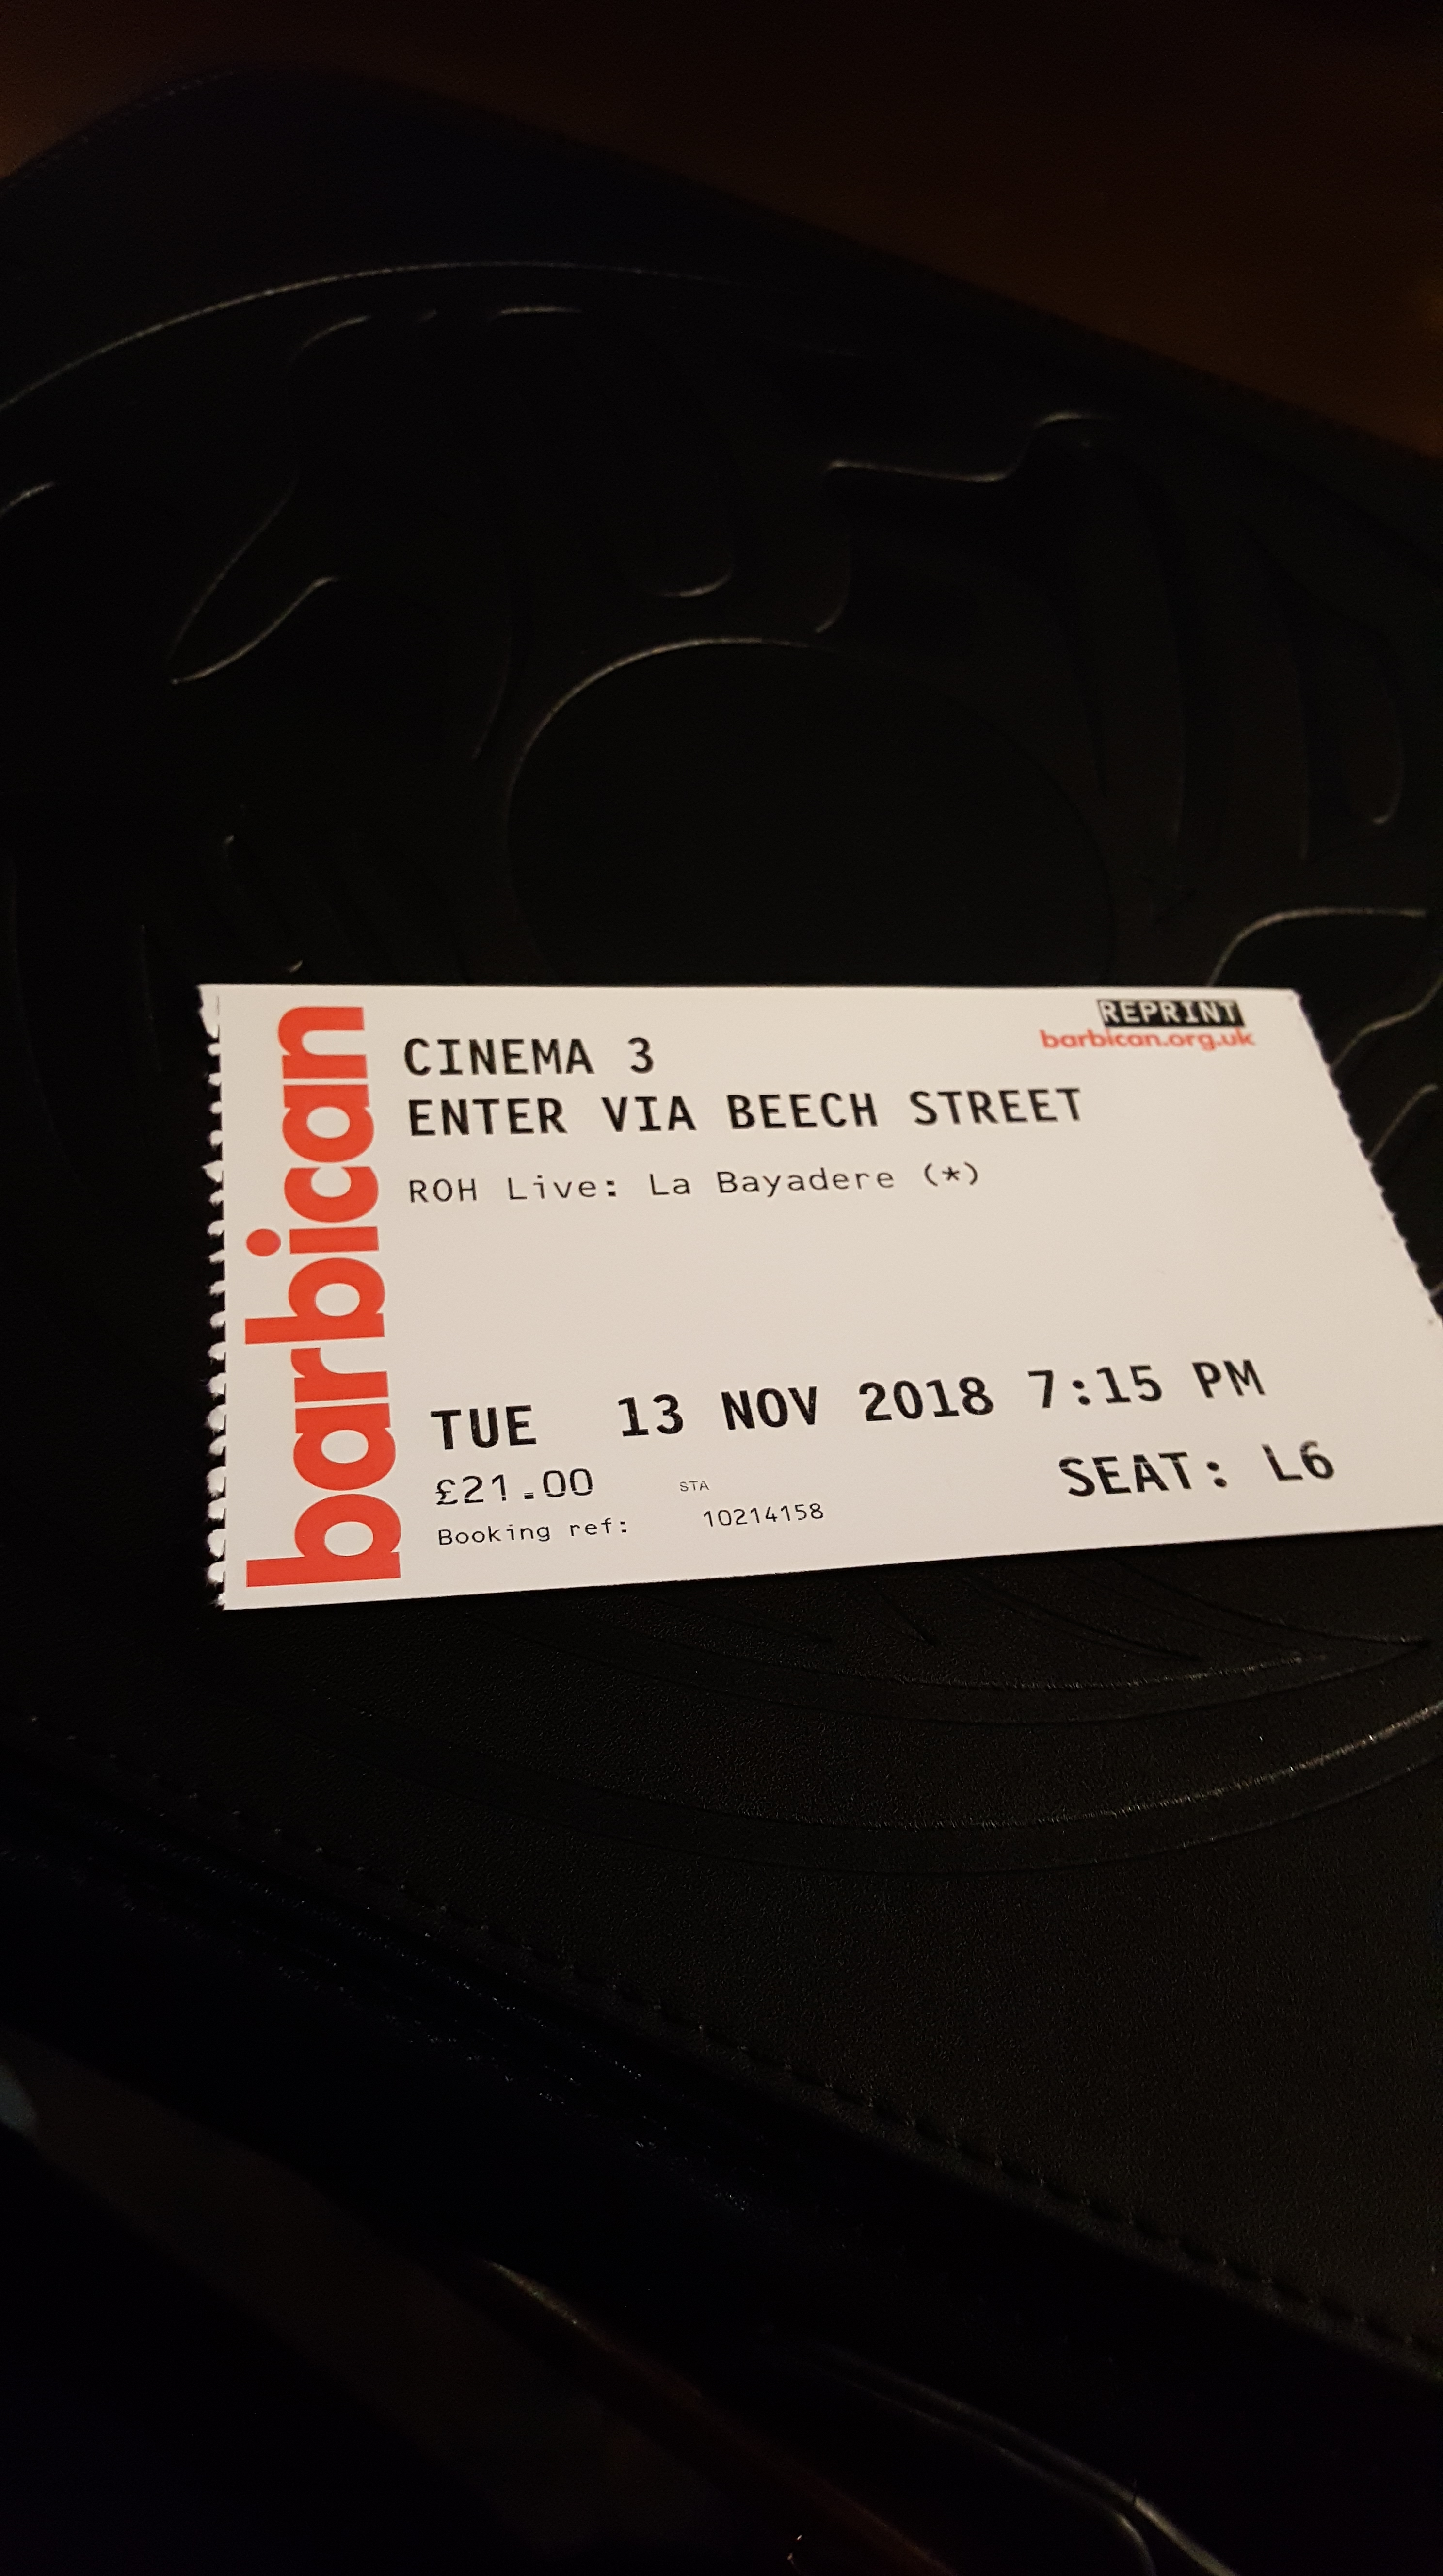 barbican
REPRINT
barbican.org.uk
CINEMA 3
ENTER VIA BEECH STREET
ROH Live: La Bayadere (*)
TUE 13 NOV 2018 7:15 PM
£21.00 STA
SEAT: L6
Booking ref: 10214158